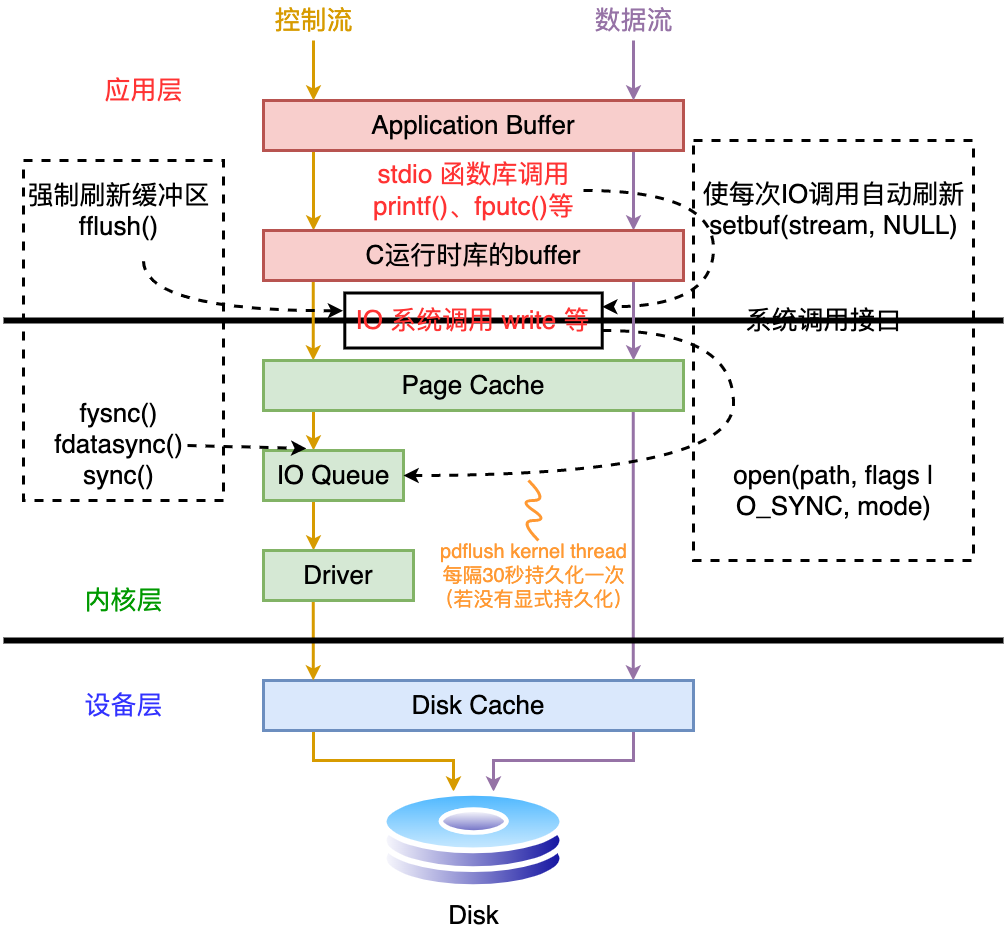 控制流
数据流
应用层
Application Buffer
stdio 函数库调用
printf()、fputc()等
强制刷新缓冲区
fflush()
使每次IO调用自动刷新
setbuf(stream, NULL)
C运行时库的buffer
IO 系统调用 write 等
系统调用接口
Page Cache
fysnc()
fdatasync()
sync()
IO Queue
open(path, flags |
O_SYNC, mode)
pdflush kernel thread
每隔30秒持久化一次
（若没有显式持久化）
Driver
内核层
设备层
Disk Cache
Disk